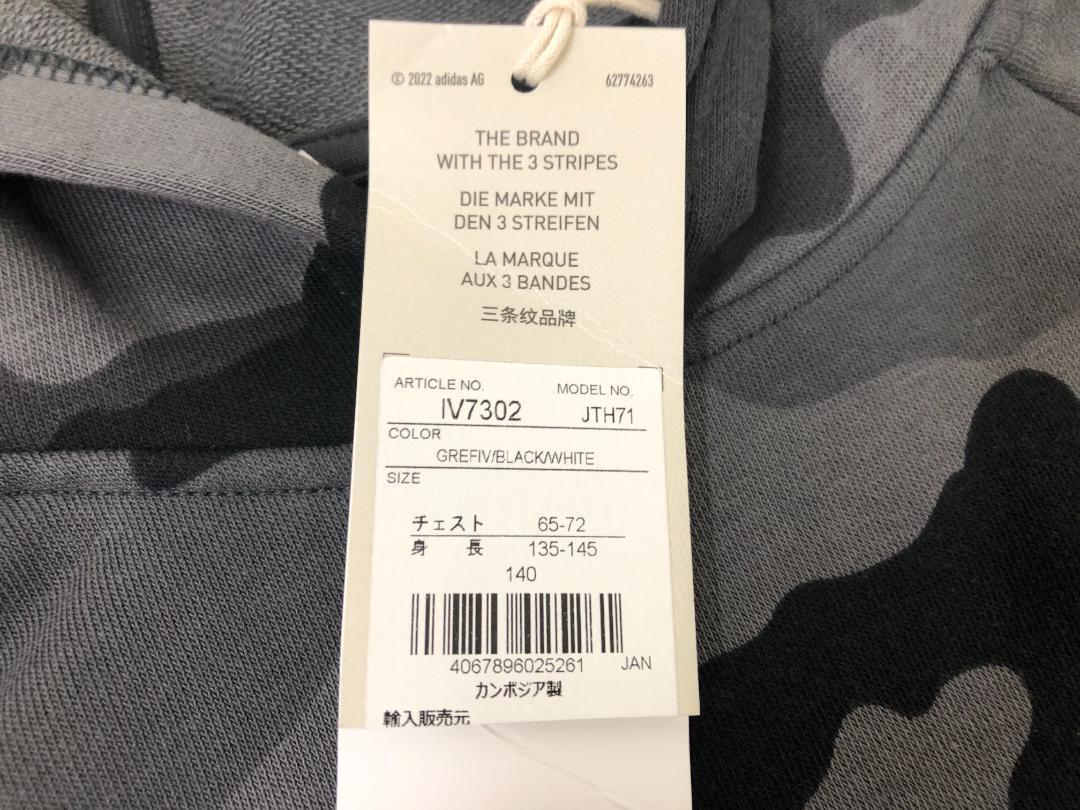 © 2022 adidas AG 62774263
THE BRAND
WITH THE 3 STRIPES
DIE MARKE MIT
DEN 3 STREIFEN
LA MARQUE
AUX 3 BANDES
三条纹品牌
ARTICLE NO. MODEL NO.
IV7302 JTH71
COLOR
GREFIV/BLACK/WHITE
SIZE
チェスト 65-72
身 長 135-145
140
4067896025261 JAN
カンボジア製
輸入販売元